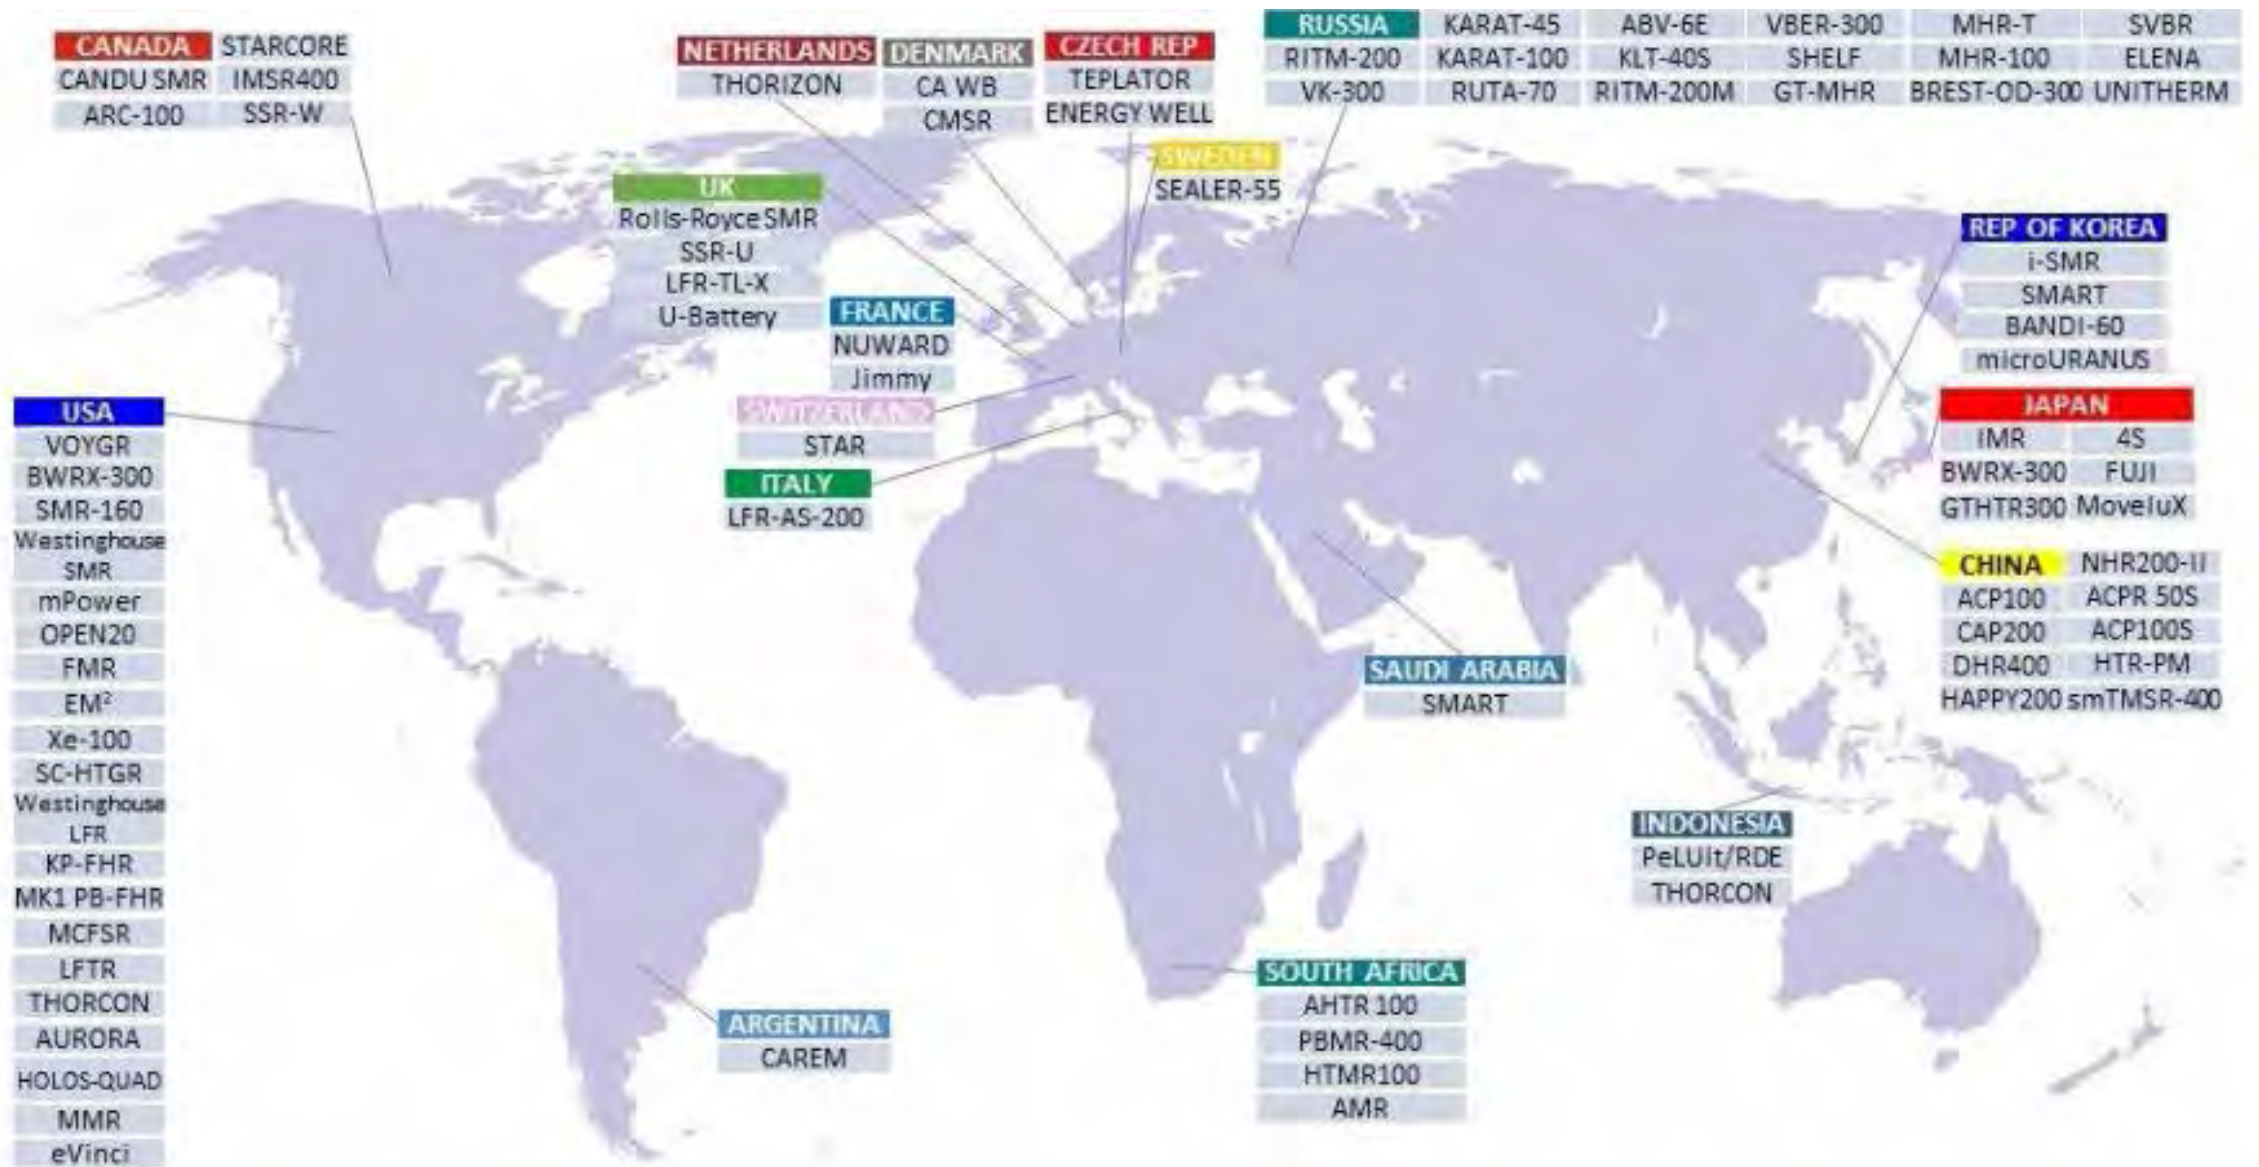 CANADA STARCORE
CANDU SMR IMSR400
ARC-100 SSR-W
NETHERLANDS
THORIZON
DENMARK
CA WB
CMSR
CZECH REP
TEPLATOR
ENERGY WELL
SWEDEN
SEALER-55
RUSSIA KARAT-45 ABV-6E VBER-300 MHR-T SVBR
RITM-200 KARAT-100 KLT-40S SHELF MHR-100 ELENA
VK-300 RUTA-70 RITM-200M GT-MHR BREST-OD-300 UNITHERM
UK
Rolls-Royce SMR
SSR-U
LFR-TL-X
U-Battery
FRANCE
NUWARD
Jimmy
SWITZERLAND
STAR
ITALY
LFR-AS-200
REP OF KOREA
i-SMR
SMART
BANDI-60
microURANUS
JAPAN
IMR 4S
BWRX-300 FUJI
GTHTR300 MoveluX
CHINA NHR200-II
ACP100 ACPR 50S
CAP200 ACP100S
DHR400 HTR-PM
HAPPY200 smTMSR-400
USA
VOYGR
BWRX-300
SMR-160
Westinghouse
SMR
mPower
OPEN20
FMR
EM²
Xe-100
SC-HTGR
Westinghouse
LFR
KP-FHR
MK1 PB-FHR
MCFSR
LFTR
THORCON
AURORA
HOLOS-QUAD
MMR
eVinci
SAUDI ARABIA
SMART
INDONESIA
PeLUIt/RDE
THORCON
SOUTH AFRICA
AHTR 100
PBMR-400
HTMR100
AMR
ARGENTINA
CAREM